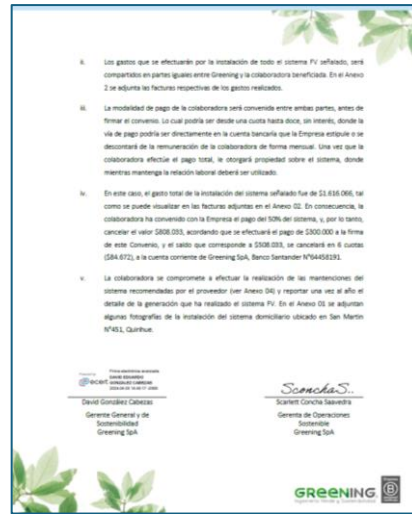 ii. Los gastos que se efectuarán por la instalación de todo el sistema FV señalado, será
compartidos en partes iguales entre Greening y la colaboradora beneficiada. En el Anexo
2 se adjunta las facturas respectivas de los gastos realizados.
iii. La modalidad de pago de la colaboradora será convenida entre ambas partes, antes de
firmar el convenio. Lo cual podría ser desde una cuota hasta doce, sin interés, donde la
vía de pago podría ser directamente en la cuenta bancaria que la Empresa estipule o se
descontará de la remuneración de la colaboradora de forma mensual. Una vez que la
colaboradora efectúe el pago total, le otorgará propiedad sobre el sistema, donde
mientras mantenga la relación laboral deberá ser utilizado.
iv. En este caso, el gasto total de la instalación del sistema señalado fue de $1.616.066, tal
como se puede visualizar en las facturas adjuntas en el Anexo 02. En consecuencia, la
colaboradora ha convenido con la Empresa el pago del 50% del sistema, y, por lo tanto,
cancelar el valor $808.033, acordando que se efectuará el pago de $300.000 a la firma
de este Convenio, y el saldo que corresponde a $508.033, se cancelará en 6 cuotas
($84.672), a la cuenta corriente de Greening SpA, Banco Santander N°64458191.
v. La colaboradora se compromete a efectuar la realización de las mantenciones del
sistema recomendadas por el proveedor (ver Anexo 04) y reportar una vez al año el
detalle de la generación que ha realizado el sistema FV. En el Anexo 01 se adjuntan
algunas fotografías de la instalación del sistema domiciliario ubicado en San Martin
N°451, Quirihue.
Firma electrónica avanzada
ecert DAVID EDUARDO
GONZALEZ CABEZAS
SconchaS..
David González Cabezas
Gerente General y de
Sostenibilidad
Greening SpA
Scarlett Concha Saavedra
Gerenta de Operaciones
Sostenible
Greening SpA
GREENING
B